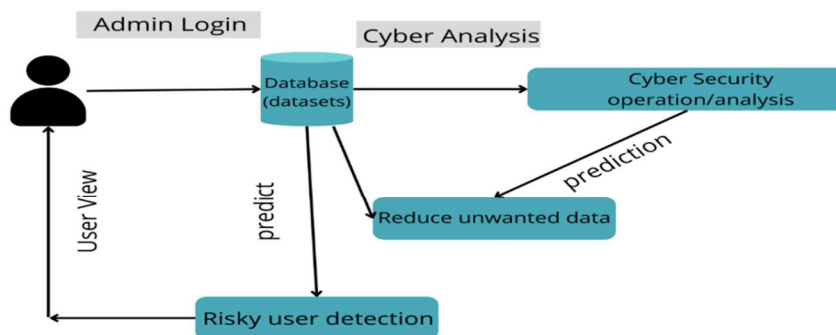 Admin Login
Cyber Analysis
Database
(datasets)
Cyber Security
operation/analysis
prediction
User View
predict
Reduce unwanted data
Risky user detection